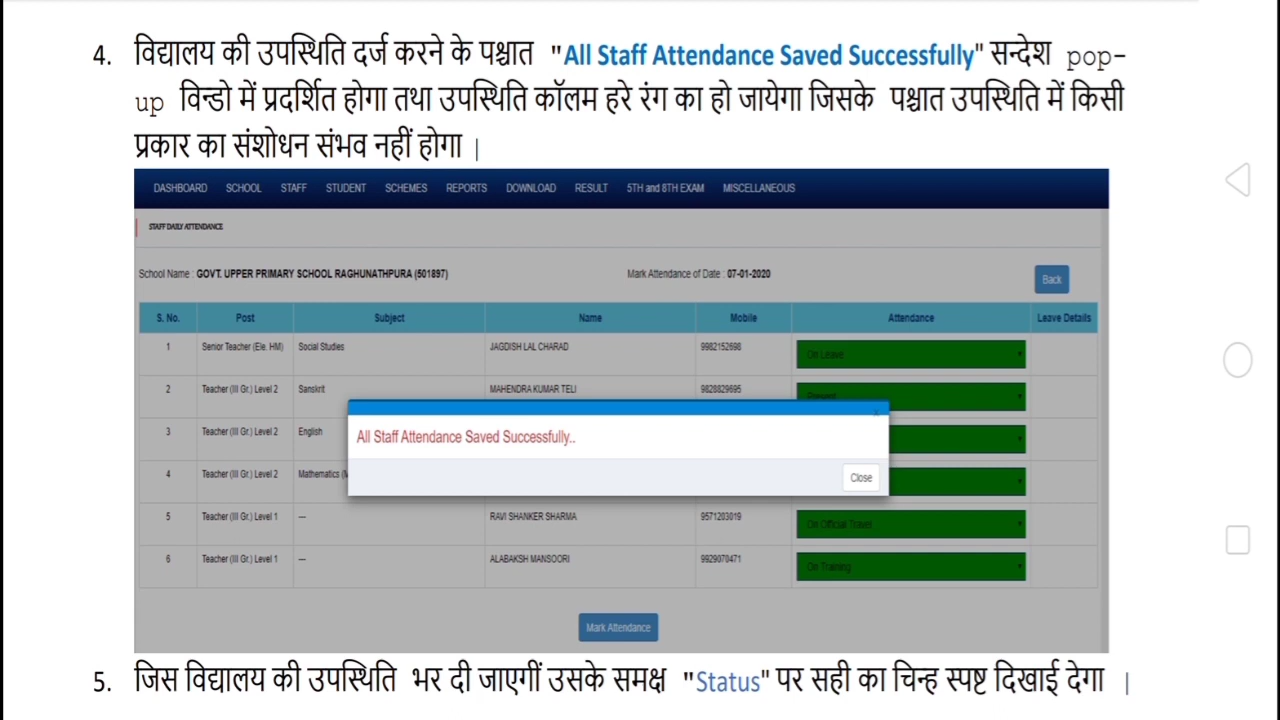 4. विद्यालय की उपस्थिति दर्ज करने के पश्चात "All Staff Attendance Saved Successfully" सन्देश pop-
up विन्डो में प्रदर्शित होगा तथा उपस्थिति कॉलम हरे रंग का हो जायेगा जिसके पश्चात उपस्थिति में किसी
प्रकार का संशोधन संभव नहीं होगा |
DASHBOARD SCHOOL STAFF STUDENT SCHEMES REPORTS DOWNLOAD RESULT 5TH and 8TH EXAM MISCELLANEOUS
STAFF DAILY ATTENDANCE
School Name : GOVT. UPPER PRIMARY SCHOOL RAGHUNATHPURA (501897) Mark Attendance of Date : 07-01-2020 Back
S. No. Post Subject Name Mobile Attendance Leave Details
1 Senior Teacher (Ele. HM) Social Studies JAGDISH LAL CHARAD 9982152698 On Leave
2 Teacher (III Gr.) Level 2 Sanskrit MAHENDRA KUMAR TELI 9828829695 Present
x
3 Teacher (III Gr.) Level 2 English
All Staff Attendance Saved Successfully..
4 Teacher (III Gr.) Level 2 Mathematics (M
Close
5 Teacher (III Gr.) Level 1 --- RAVI SHANKER SHARMA 9571203019 On Official Travel
6 Teacher (III Gr.) Level 1 --- ALABAKSH MANSOORI 9929070471 On Training
Mark Attendance
5. जिस विद्यालय की उपस्थिति भर दी जाएगीं उसके समक्ष "Status" पर सही का चिन्ह स्पष्ट दिखाई देगा |